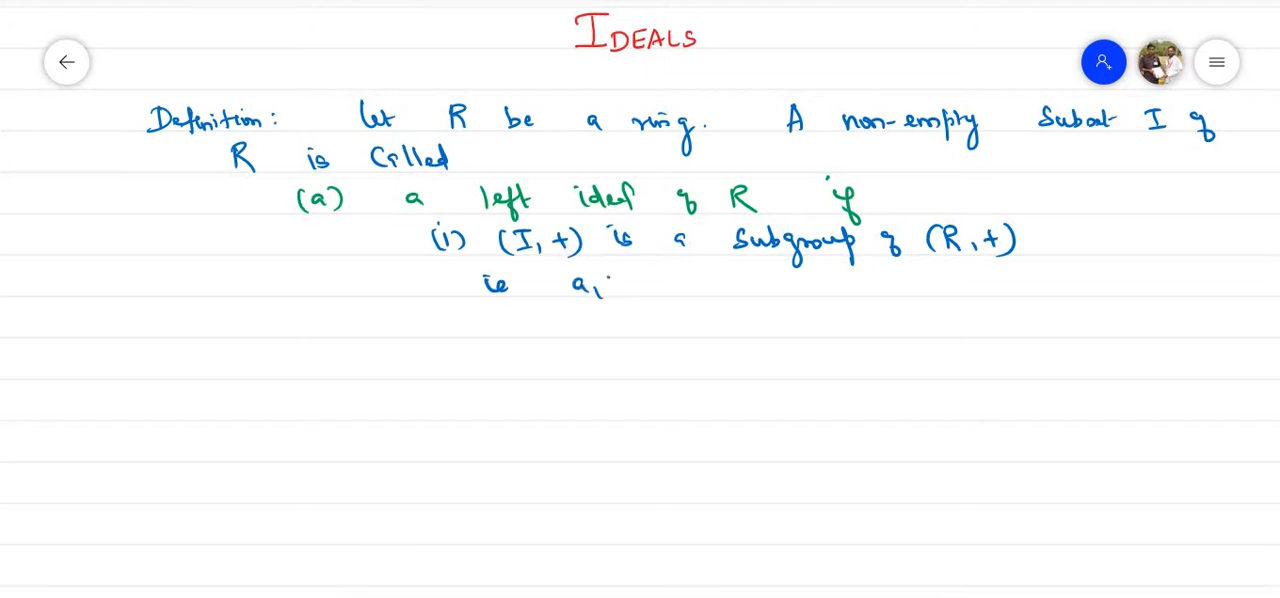 IDEALS
Definition: Let R be a ring. A non-empty Subset I of
R is Called
(a) a left ideal of R if
(i) (I, +) is a Subgroup of (R, +)
ie a,